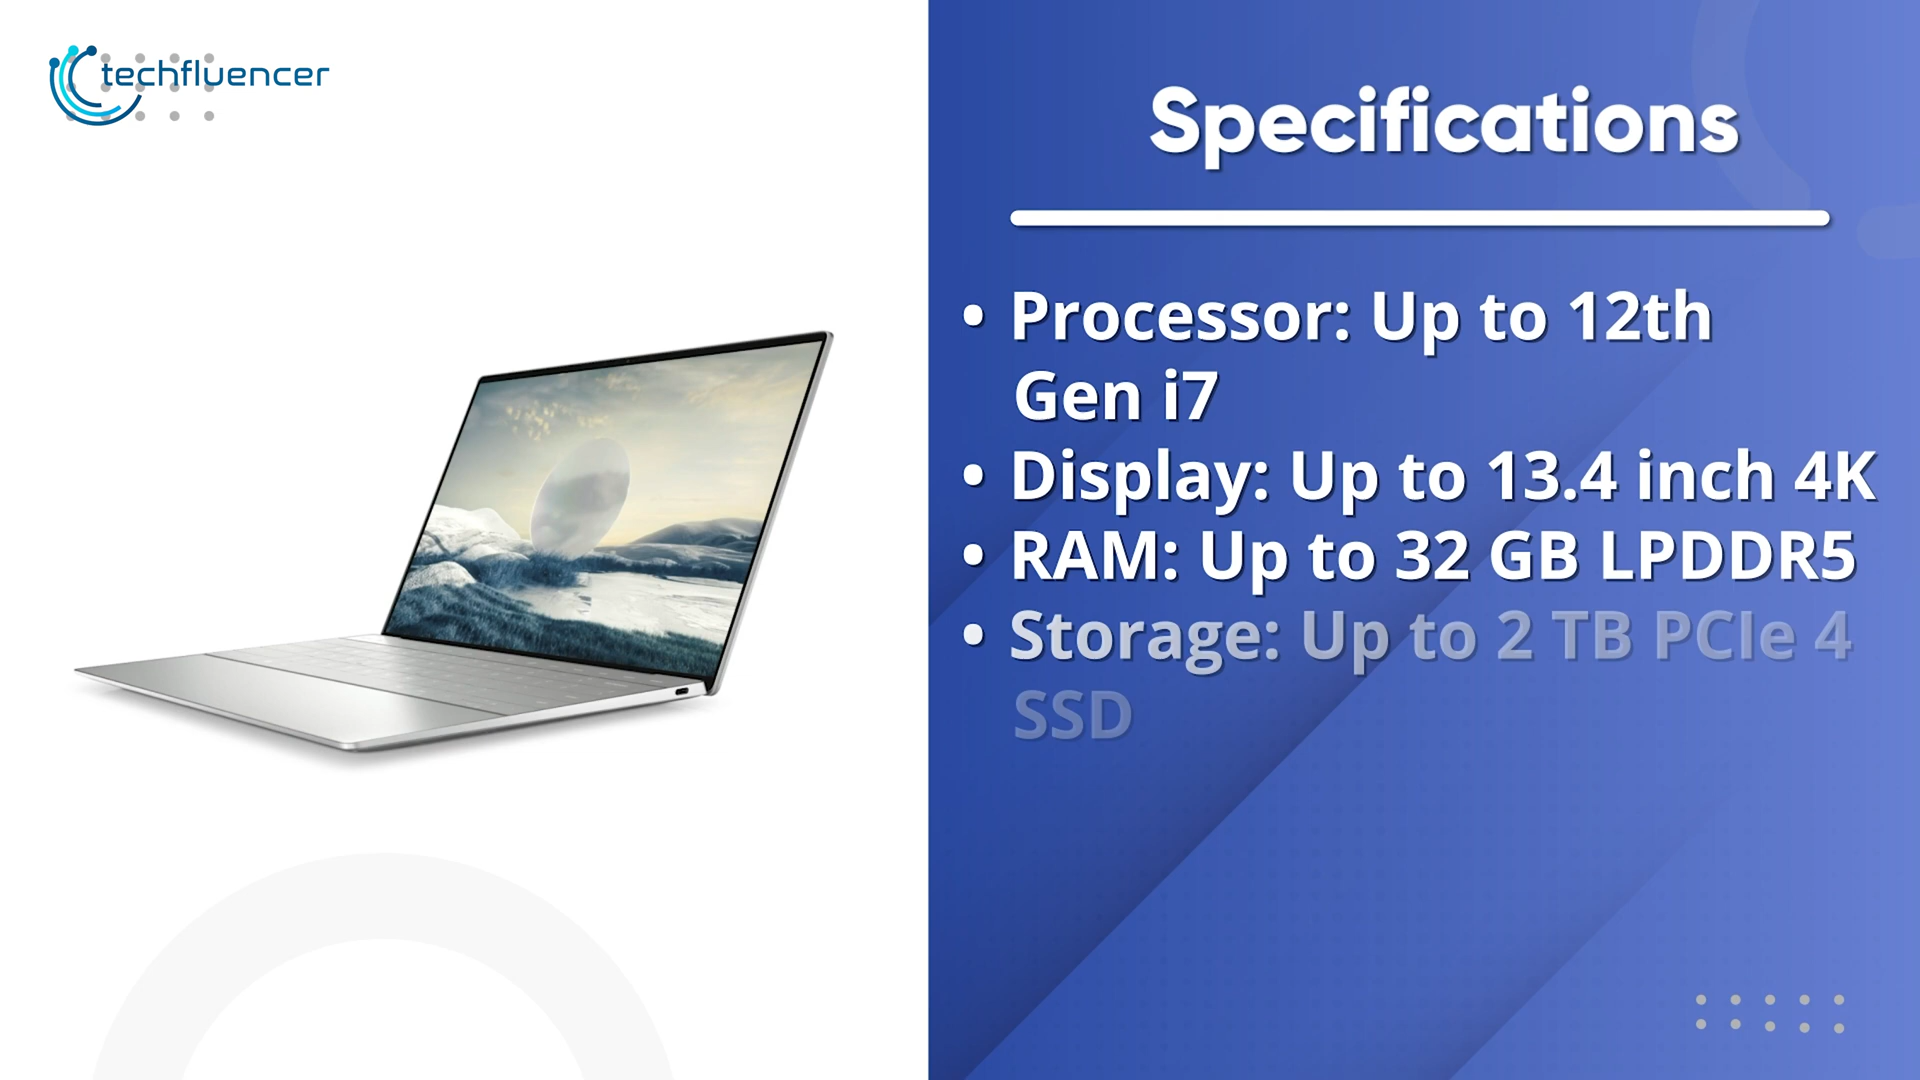 techfluencer
Specifications
• Processor: Up to 12th
Gen i7
• Display: Up to 13.4 inch 4K
• RAM: Up to 32 GB LPDDR5
• Storage: Up to 2 TB PCIe 4
SSD